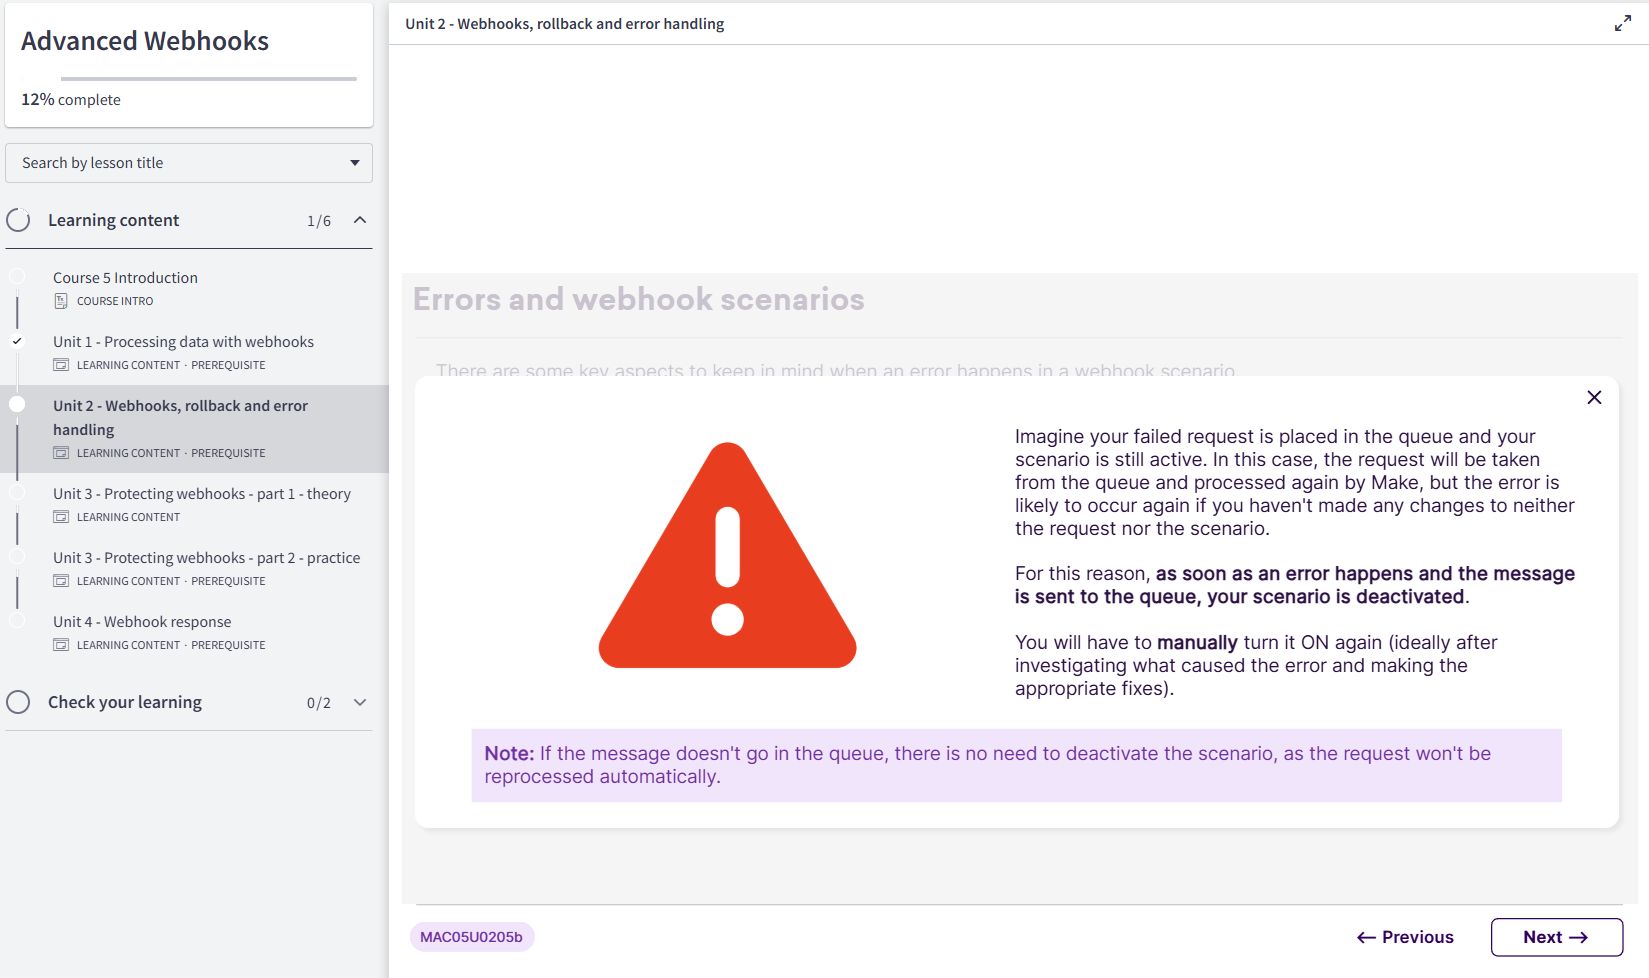 Advanced Webhooks
12% complete
Search by lesson title
Learning content 1/6
Course 5 Introduction
COURSE INTRO
Unit 1 - Processing data with webhooks
LEARNING CONTENT · PREREQUISITE
Unit 2 - Webhooks, rollback and error
handling
LEARNING CONTENT · PREREQUISITE
Unit 3 - Protecting webhooks - part 1 - theory
LEARNING CONTENT
Unit 3 - Protecting webhooks - part 2 - practice
LEARNING CONTENT · PREREQUISITE
Unit 4 - Webhook response
LEARNING CONTENT · PREREQUISITE
Check your learning 0/2
Unit 2 - Webhooks, rollback and error handling
Errors and webhook scenarios
There are some key aspects to keep in mind when an error happens in a webhook scenario
Imagine your failed request is placed in the queue and your
scenario is still active. In this case, the request will be taken
from the queue and processed again by Make, but the error is
likely to occur again if you haven't made any changes to neither
the request nor the scenario.
For this reason, as soon as an error happens and the message
is sent to the queue, your scenario is deactivated.
You will have to manually turn it ON again (ideally after
investigating what caused the error and making the
appropriate fixes).
Note: If the message doesn't go in the queue, there is no need to deactivate the scenario, as the request won't be
reprocessed automatically.
MAC05U0205b
← Previous
Next →